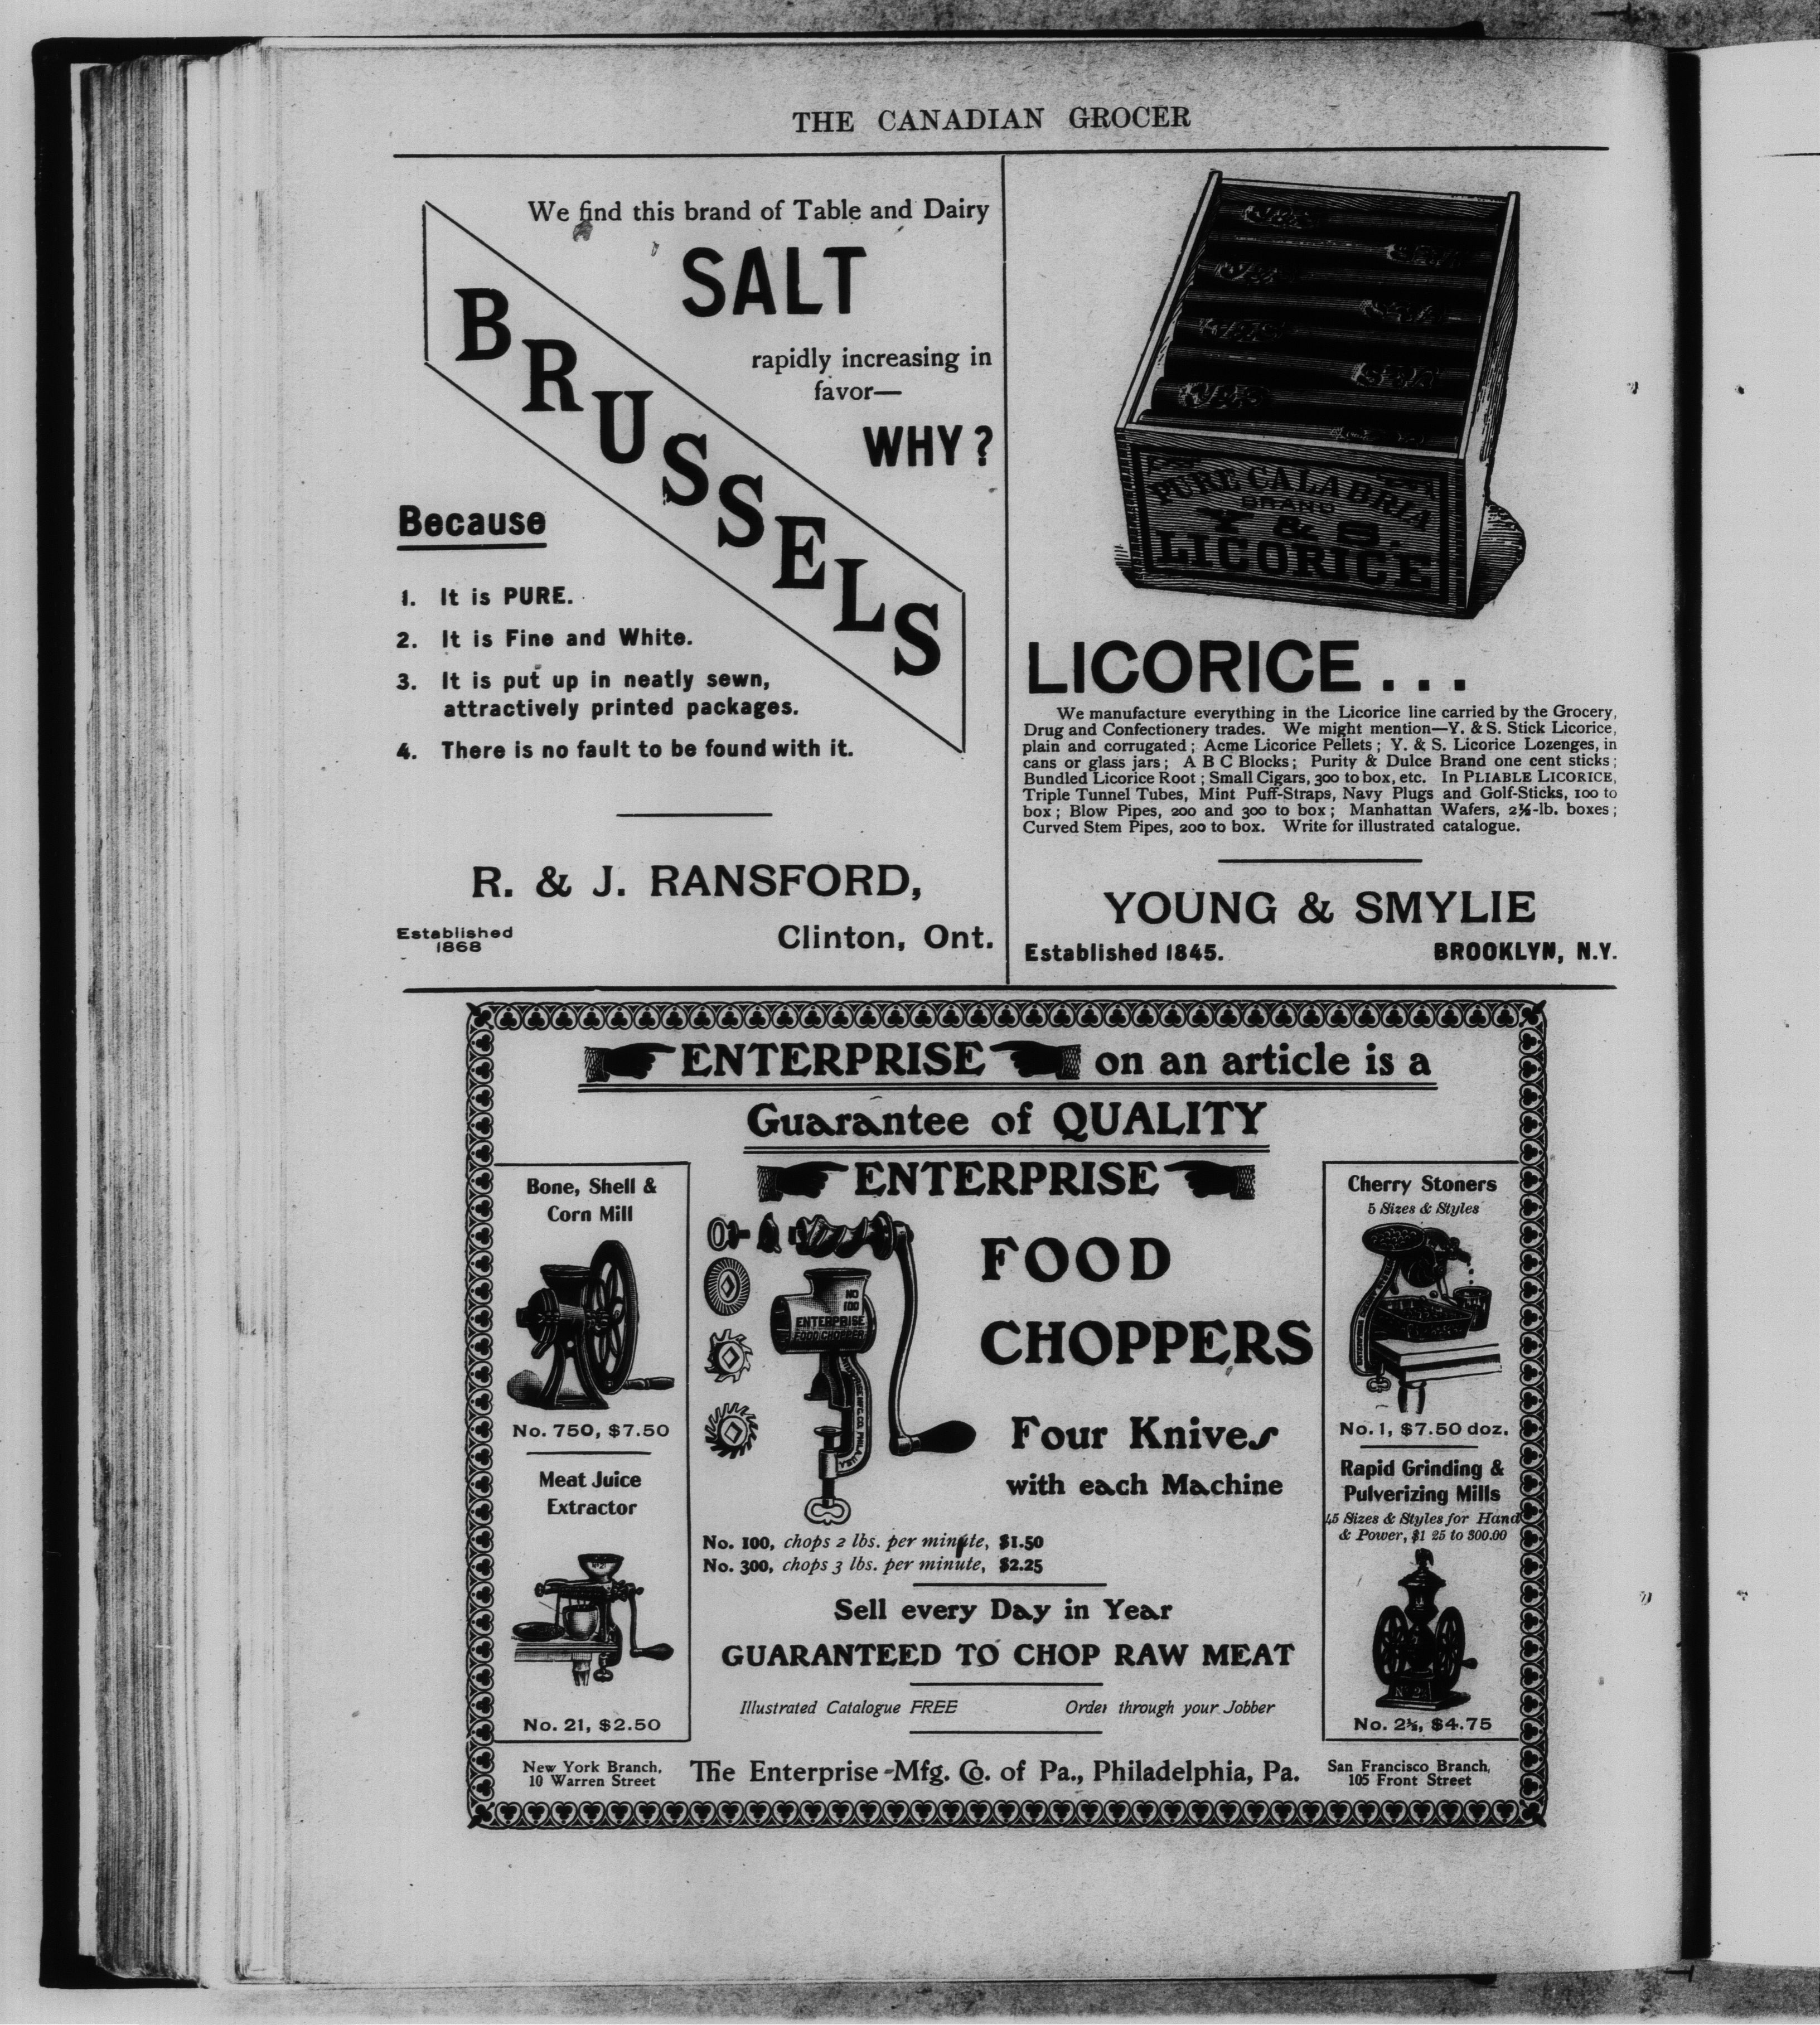 THE CANADIAN GROCER
We find this brand of Table and Dairy
SALT
BRUSSELS
rapidly increasing in
favor—
WHY?
Because
1. It is PURE.
2. It is Fine and White.
3. It is put up in neatly sewn,
attractively printed packages.
4. There is no fault to be found with it.
R. & J. RANSFORD,
Established
1868
Clinton, Ont.
PURE CALABRIA
BRAND
Y & S.
LICORICE
LICORICE...
We manufacture everything in the Licorice line carried by the Grocery,
Drug and Confectionery trades. We might mention—Y. & S. Stick Licorice,
plain and corrugated; Acme Licorice Pellets; Y. & S. Licorice Lozenges, in
cans or glass jars; A B C Blocks; Purity & Dulce Brand one cent sticks;
Bundled Licorice Root; Small Cigars, 300 to box, etc. In PLIABLE LICORICE,
Triple Tunnel Tubes, Mint Puff-Straps, Navy Plugs and Golf-Sticks, 100 to
box; Blow Pipes, 200 and 300 to box; Manhattan Wafers, 2½-lb. boxes;
Curved Stem Pipes, 200 to box. Write for illustrated catalogue.
YOUNG & SMYLIE
Established 1845. BROOKLYN, N.Y.
ENTERPRISE on an article is a
Guarantee of QUALITY
Bone, Shell &
Corn Mill
No. 750, $7.50
Meat Juice
Extractor
No. 21, $2.50
ENTERPRISE
FOOD
CHOPPERS
NO
100
ENTERPRISE
FOOD CHOPPER
MFG. CO. PHILA. U.S.A.
Four Knives
with each Machine
No. 100, chops 2 lbs. per minute, $1.50
No. 300, chops 3 lbs. per minute, $2.25
Sell every Day in Year
GUARANTEED TO CHOP RAW MEAT
Illustrated Catalogue FREE Order through your Jobber
Cherry Stoners
5 Sizes & Styles
No. 1, $7.50 doz.
Rapid Grinding &
Pulverizing Mills
45 Sizes & Styles for Hand
& Power, $1 25 to 300.00
No. 2½, $4.75
New York Branch,
10 Warren Street
The Enterprise Mfg. Co. of Pa., Philadelphia, Pa.
San Francisco Branch,
105 Front Street